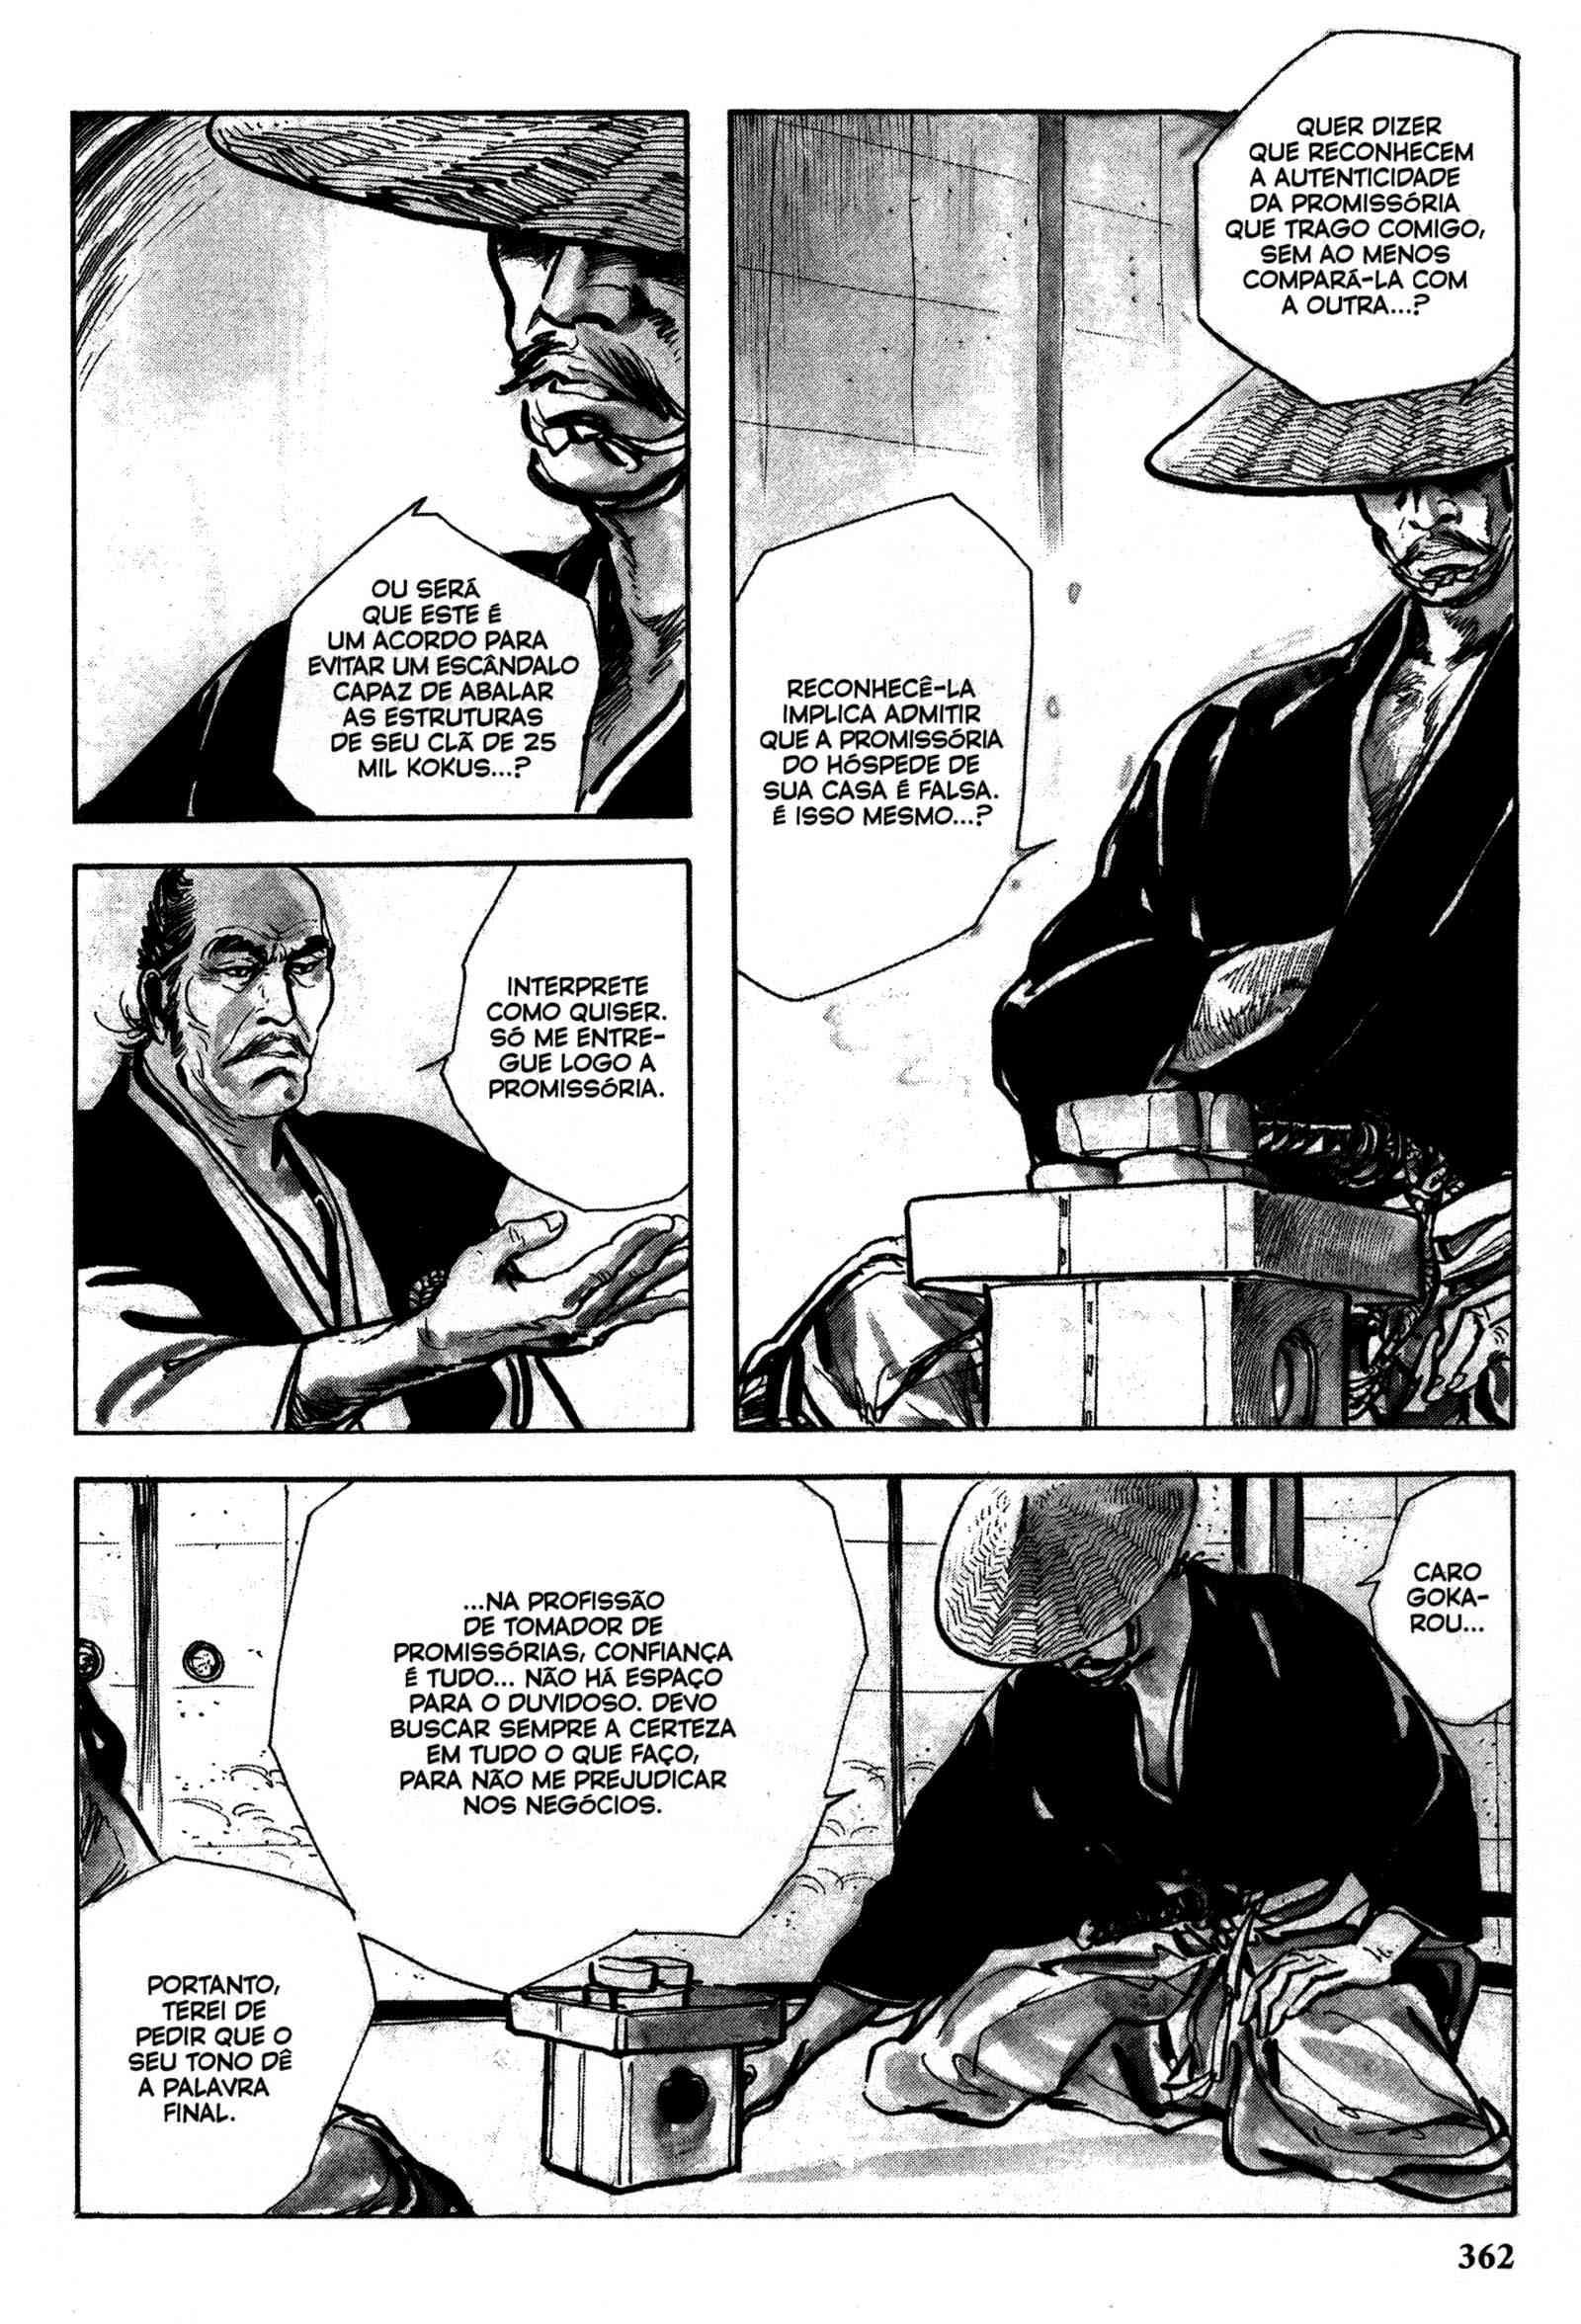 QUER DIZER
QUE RECONHECEM
A AUTENTICIDADE
DA PROMISSÓRIA
QUE TRAGO COMIGO,
SEM AO MENOS
COMPARÁ-LA COM
A OUTRA...?
RECONHECÊ-LA
IMPLICA ADMITIR
QUE A PROMISSÓRIA
DO HÓSPEDE DE
SUA CASA É FALSA.
É ISSO MESMO...?
OU SERÁ
QUE ESTE É
UM ACORDO PARA
EVITAR UM ESCÂNDALO
CAPAZ DE ABALAR
AS ESTRUTURAS
DE SEU CLÃ DE 25
MIL KOKUS...?
INTERPRETE
COMO QUISER.
SÓ ME ENTRE-
GUE LOGO A
PROMISSÓRIA.
CARO
GOKA-
ROU...
...NA PROFISSÃO
DE TOMADOR DE
PROMISSÓRIAS, CONFIANÇA
É TUDO... NÃO HÁ ESPAÇO
PARA O DUVIDOSO. DEVO
BUSCAR SEMPRE A CERTEZA
EM TUDO O QUE FAÇO,
PARA NÃO ME PREJUDICAR
NOS NEGÓCIOS.
PORTANTO,
TEREI DE
PEDIR QUE O
SEU TONO DÊ
A PALAVRA
FINAL.
362